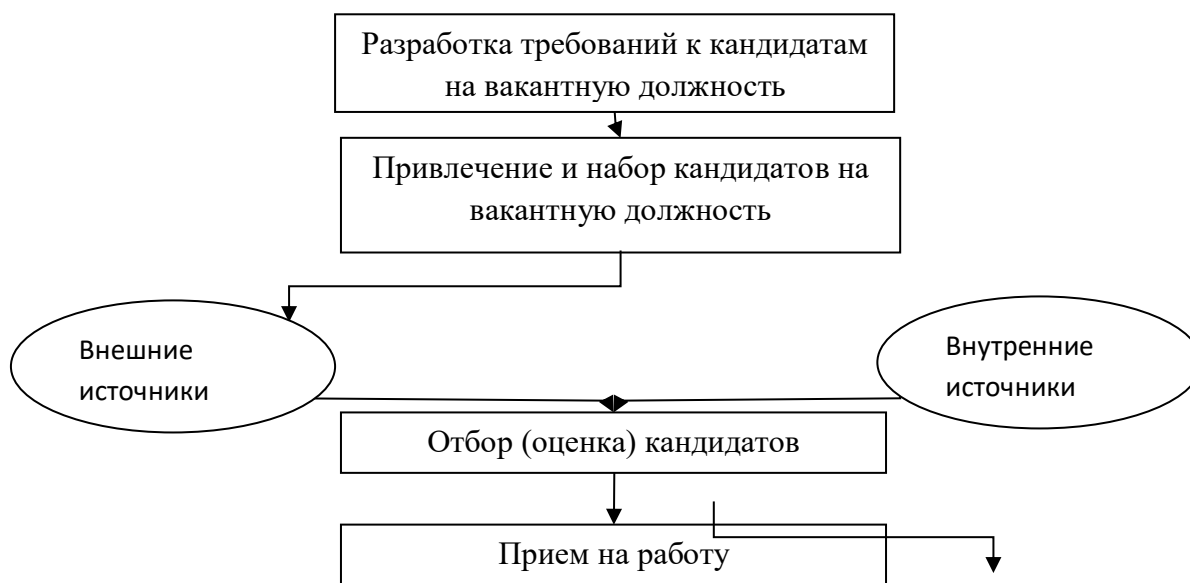 Разработка требований к кандидатам
на вакантную должность
Привлечение и набор кандидатов на
вакантную должность
Внешние
источники
Внутренние
источники
Отбор (оценка) кандидатов
Прием на работу